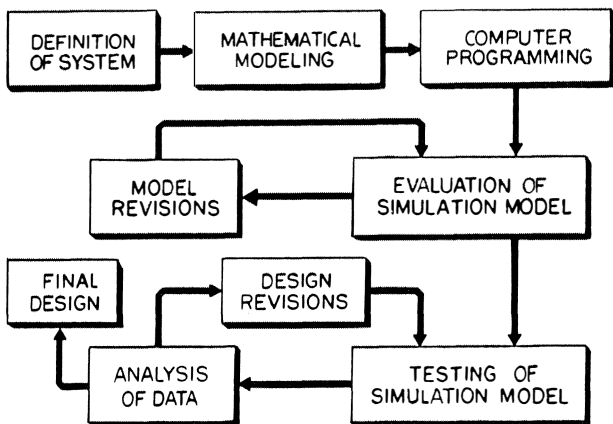 DEFINITION
OF SYSTEM
MATHEMATICAL
MODELING
COMPUTER
PROGRAMMING
MODEL
REVISIONS
EVALUATION OF
SIMULATION MODEL
FINAL
DESIGN
DESIGN
REVISIONS
ANALYSIS
OF DATA
TESTING OF
SIMULATION MODEL